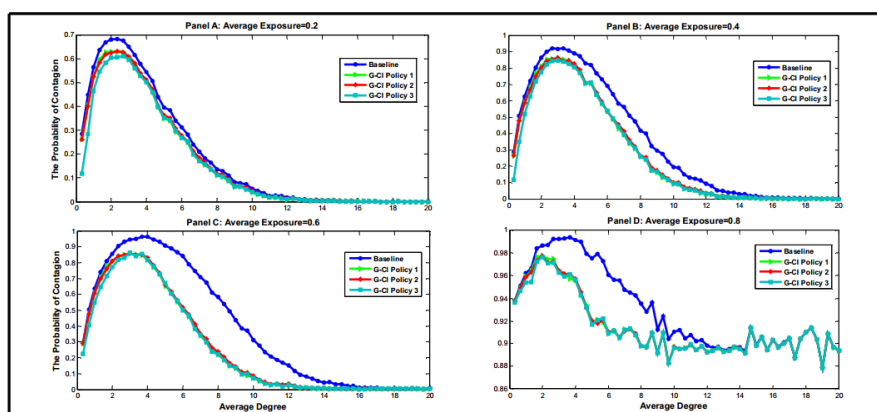 Panel A: Average Exposure=0.2
0.7
0.6
0.5
0.4
0.3
0.2
0.1
0
0 2 4 6 8 10 12 14 16 18 20
The Probability of Contagion
Baseline
G-CI Policy 1
G-CI Policy 2
G-CI Policy 3
Panel B: Average Exposure=0.4
1
0.9
0.8
0.7
0.6
0.5
0.4
0.3
0.2
0.1
0
0 2 4 6 8 10 12 14 16 18 20
Baseline
G-CI Policy 1
G-CI Policy 2
G-CI Policy 3
Panel C: Average Exposure=0.6
1
0.9
0.8
0.7
0.6
0.5
0.4
0.3
0.2
0.1
0
0 2 4 6 8 10 12 14 16 18 20
The Probability of Contagion
Average Degree
Baseline
G-CI Policy 1
G-CI Policy 2
G-CI Policy 3
Panel D: Average Exposure=0.8
1
0.98
0.96
0.94
0.92
0.9
0.88
0.86
0 2 4 6 8 10 12 14 16 18 20
Average Degree
Baseline
G-CI Policy 1
G-CI Policy 2
G-CI Policy 3